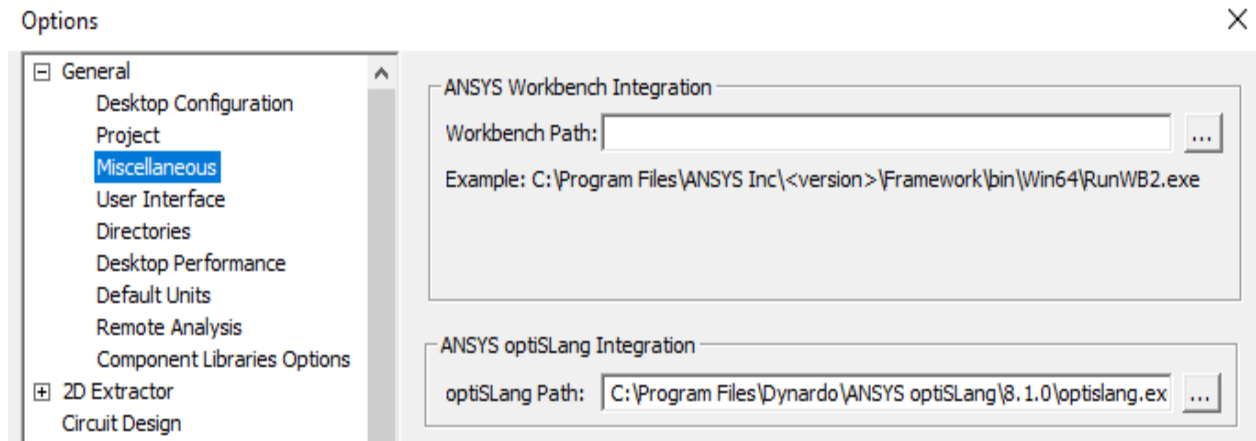 Options
General
Desktop Configuration
Project
Miscellaneous
User Interface
Directories
Desktop Performance
Default Units
Remote Analysis
Component Libraries Options
2D Extractor
Circuit Design
ANSYS Workbench Integration
Workbench Path:
...
Example: C:\Program Files\ANSYS Inc\<version>\Framework\bin\Win64\RunWB2.exe
ANSYS optiSLang Integration
optiSLang Path: C:\Program Files\Dynardo\ANSYS optiSLang\8.1.0\optislang.ex ...